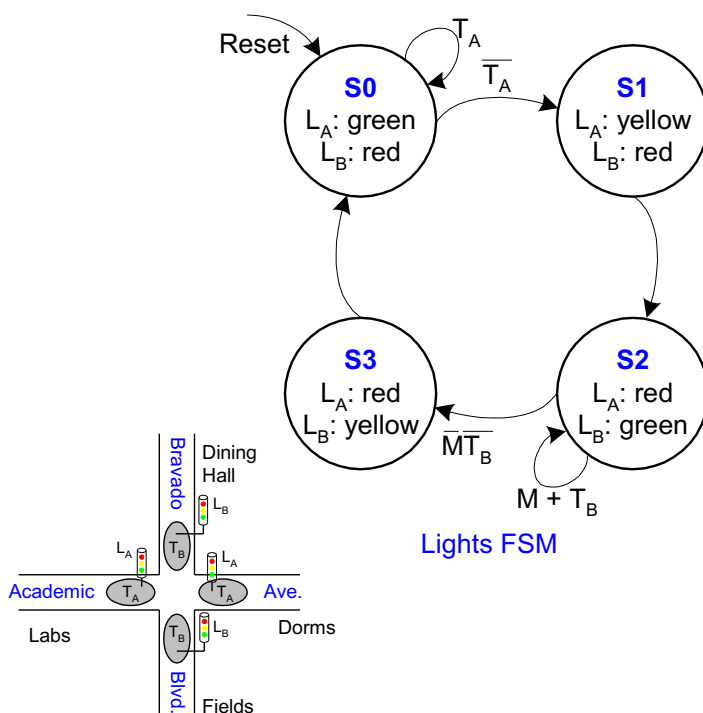 Reset
T_A
T̅_A̅
S0
L_A: green
L_B: red
S1
L_A: yellow
L_B: red
S3
L_A: red
L_B: yellow
S2
L_A: red
L_B: green
M̅ T̅_B̅
M + T_B
Lights FSM
Bravado
Dining
Hall
L_B
T_B
L_A
L_A
Academic
T_A
T_A
Ave.
Labs
T_B
L_B
Dorms
Blvd.
Fields